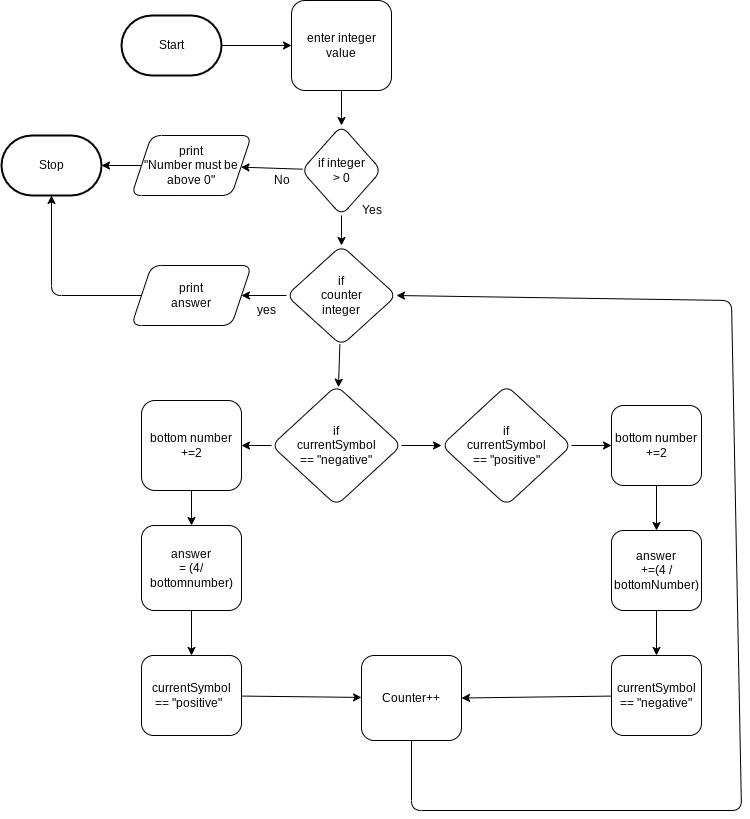 Start
enter integer
value
Stop
print
"Number must be
above 0"
No
if integer
> 0
Yes
print
answer
yes
if
counter
integer
bottom number
+=2
if
currentSymbol
== "negative"
if
currentSymbol
== "positive"
bottom number
+=2
answer
= (4/
bottomnumber)
answer
+=(4 /
bottomNumber)
currentSymbol
== "positive"
Counter++
currentSymbol
== "negative"